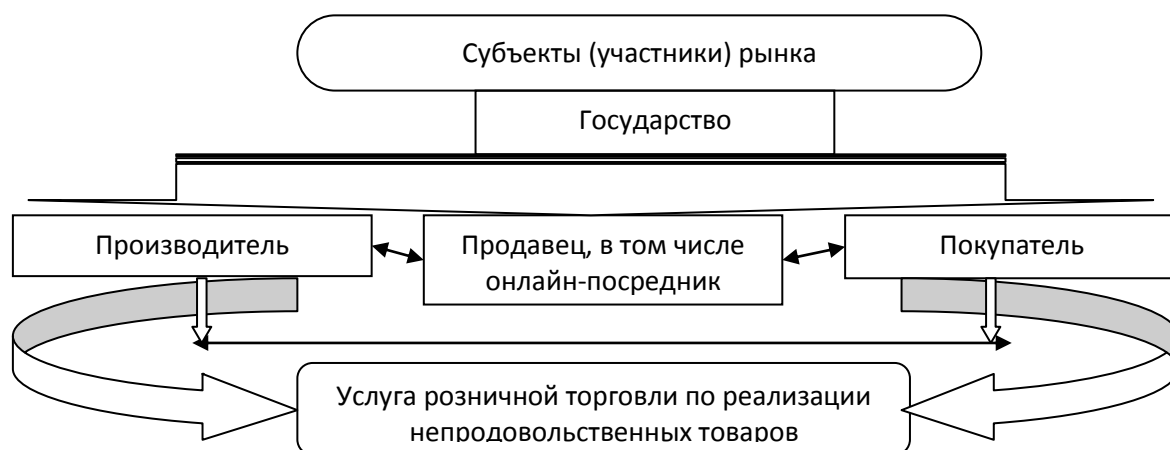 Субъекты (участники) рынка
Государство
Производитель
Продавец, в том числе
онлайн-посредник
Покупатель
Услуга розничной торговли по реализации
непродовольственных товаров